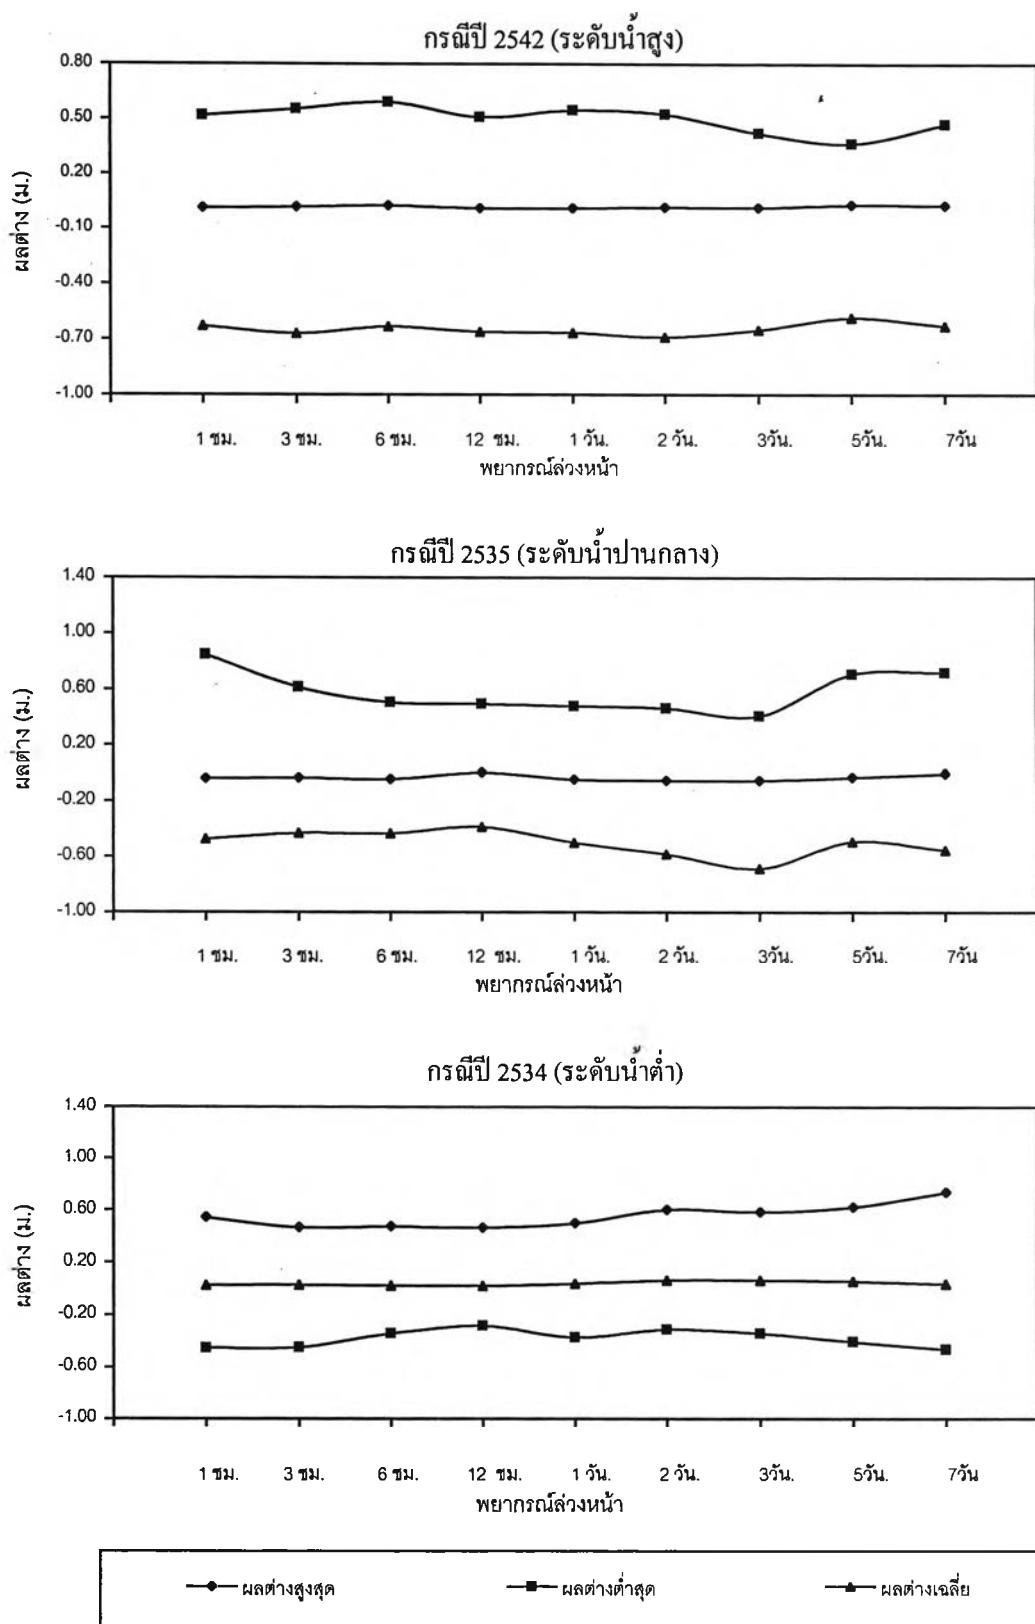 กรณีปี 2542 (ระดับน้ำสูง)
0.80
0.50
0.20
-0.10
-0.40
-0.70
-1.00
ผลต่าง (ม.)
1 ชม. 3 ชม. 6 ชม. 12 ชม. 1 วัน. 2 วัน. 3วัน. 5วัน. 7วัน
พยากรณ์ล่วงหน้า
กรณีปี 2535 (ระดับน้ำปานกลาง)
1.40
1.00
0.60
0.20
-0.20
-0.60
-1.00
ผลต่าง (ม.)
1 ชม. 3 ชม. 6 ชม. 12 ชม. 1 วัน. 2 วัน. 3วัน. 5วัน. 7วัน
พยากรณ์ล่วงหน้า
กรณีปี 2534 (ระดับน้ำต่ำ)
1.40
1.00
0.60
0.20
-0.20
-0.60
-1.00
ผลต่าง (ม.)
1 ชม. 3 ชม. 6 ชม. 12 ชม. 1 วัน. 2 วัน. 3วัน. 5วัน. 7วัน
พยากรณ์ล่วงหน้า
ผลต่างสูงสุด ผลต่างต่ำสุด ผลต่างเฉลี่ย